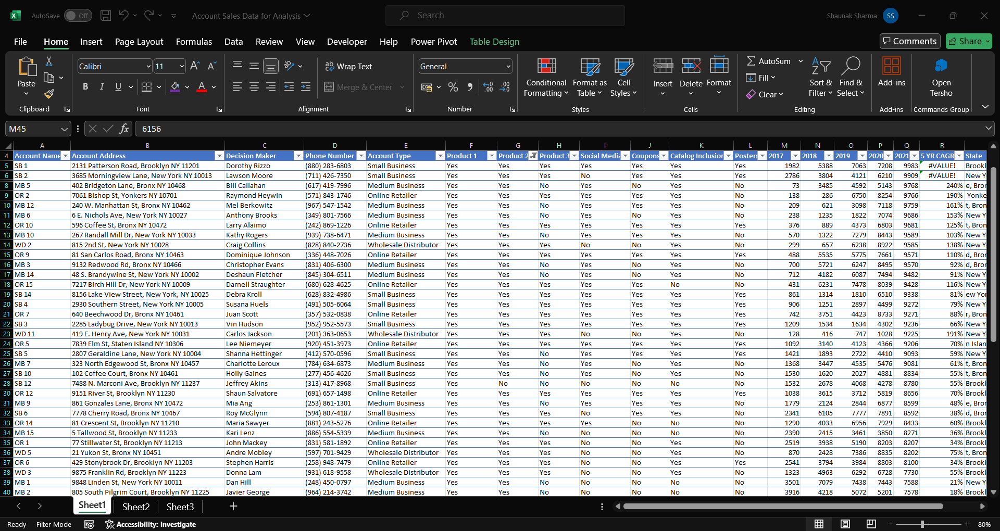 AutoSave Off Account Sales Data for Analysis Search Shaunak Sharma SS
File Home Insert Page Layout Formulas Data Review View Developer Help Power Pivot Table Design Comments Share
Paste Calibri 11 Wrap Text General Conditional Formatting Format as Table Cell Styles Insert Delete Format AutoSum Fill Clear Sort & Filter Find & Select Add-ins Open Tersho
B I U Merge & Center
Clipboard Font Alignment Number Styles Cells Editing Add-ins Commands Group
M45 fx 6156
A B C D E F G H I J K L M N O P Q R
4 Account Name Account Address Decision Maker Phone Number Account Type Product 1 Product 2 Product 3 Social Media Coupons Catalog Inclusion Posters 2017 2018 2019 2020 2021 5 YR CAGR State
5 SB 1 2131 Patterson Road, Brooklyn NY 11201 Dorothy Rizzo (880) 283-6803 Small Business Yes Yes Yes Yes Yes Yes Yes 1982 5388 7063 7208 9983 #VALUE! Brookl
6 SB 2 3685 Morningview Lane, New York NY 10013 Lawson Moore (711) 426-7350 Small Business Yes Yes Yes No Yes Yes Yes 2786 3804 4121 6210 9909 #VALUE! New Y
8 MB 5 402 Bridgeton Lane, Bronx NY 10468 Bill Callahan (617) 419-7996 Medium Business Yes Yes No Yes Yes Yes No 73 3485 4592 5143 9768 240% e, Bron
9 OR 2 7061 Bishop St, Yonkers NY 10701 Raymond Heywin (571) 843-1746 Online Retailer Yes Yes Yes Yes Yes Yes No 138 286 6750 8254 9766 190% Yonke
10 MB 12 240 W. Manhattan St, Bronx NY 10462 Mel Berkowitz (967) 547-1542 Medium Business Yes Yes No Yes Yes Yes No 209 621 3098 7118 9759 161% t, Bron
11 MB 6 6 E. Nichols Ave, New York NY 10027 Anthony Brooks (349) 801-7566 Medium Business Yes Yes No Yes No Yes No 238 1235 1822 7074 9686 153% New Y
12 OR 10 596 Coffee St, Bronx NY 10472 Larry Alaimo (242) 869-1226 Online Retailer Yes Yes Yes Yes Yes Yes Yes 376 889 4373 6803 9681 125% t, Bron
13 MB 10 267 Randall Mill Dr, New York NY 10033 Kathy Rogers (939) 738-6471 Medium Business Yes Yes No Yes Yes Yes No 570 1322 7279 8443 9589 103% New Y
14 WD 2 815 2nd St, New York NY 10028 Craig Collins (828) 840-2736 Wholesale Distributor Yes Yes Yes No No Yes No 299 657 6238 8922 9585 138% New Y
15 OR 9 81 San Carlos Road, Bronx NY 10463 Dominique Johnson (336) 448-7026 Online Retailer Yes Yes Yes Yes Yes Yes Yes 488 5535 5775 7661 9571 110% d, Bron
16 MB 3 9132 Redwood Rd, Bronx NY 10466 Christopher Evans (831) 406-6300 Medium Business Yes Yes No Yes No Yes No 700 5721 6247 8495 9570 92% d, Bron
17 MB 14 48 S. Brandywine St, New York NY 10002 Deshaun Fletcher (845) 304-6511 Medium Business Yes Yes No Yes No Yes No 712 4182 6087 7494 9482 91% New Y
18 OR 15 7217 Birch Hill Dr, New York NY 10009 Darnell Straughter (680) 628-4625 Online Retailer Yes Yes Yes Yes Yes No No 431 6231 7478 8039 9428 116% New Y
19 SB 14 8156 Lake View Street, New York, NY 10025 Debra Kroll (628) 832-4986 Small Business Yes Yes Yes Yes Yes Yes Yes 861 1314 1810 6510 9338 81% ew Yor
20 SB 4 2930 Southern Street, New York NY 10005 Susana Huels (491) 505-6064 Small Business Yes Yes Yes Yes Yes Yes Yes 906 1251 2897 4499 9272 79% New Y
21 OR 7 640 Beechwood Dr, Bronx NY 10461 Juan Scott (357) 532-0838 Online Retailer Yes Yes Yes Yes Yes Yes Yes 742 3751 4423 8733 9271 88% r, Bron
22 SB 3 2285 Ladybug Drive, New York NY 10013 Vin Hudson (952) 952-5573 Small Business Yes Yes Yes Yes Yes Yes Yes 1209 1534 1634 4302 9236 66% New Y
23 WD 11 419 E. Henry Ave, New York NY 10031 Carlos Jackson (201) 363-0653 Wholesale Distributor Yes Yes Yes No No Yes No 128 416 747 1028 9225 191% New Y
24 OR 5 7839 Elm St, Staten Island NY 10306 Lee Niemeyer (920) 451-3973 Online Retailer Yes Yes Yes Yes Yes Yes Yes 1092 3140 4123 4366 9206 70% n Islan
25 SB 5 2807 Geraldine Lane, New York NY 10004 Shanna Hettinger (412) 570-0596 Small Business Yes Yes No Yes Yes Yes Yes 1421 1893 2722 4410 9093 59% New Y
26 MB 7 323 North Edgewood St, Bronx NY 10457 Charlotte Leroux (784) 634-6873 Medium Business Yes Yes No Yes No Yes No 1368 3447 4535 5476 9081 61% t, Bron
27 SB 10 102 Coffee Court, Bronx NY 10461 Holly Gaines (277) 456-4626 Small Business Yes Yes No Yes No Yes No 1530 1620 2027 4881 8834 55% t, Bron
28 SB 12 7488 N. Marconi Ave, Brooklyn NY 11237 Jeffrey Akins (313) 417-8968 Small Business Yes No No No No No No 1532 2678 4068 4278 8780 55% Brookl
30 OR 12 9151 River St, Brooklyn NY 11230 Shaun Salvatore (691) 657-1498 Online Retailer Yes Yes Yes Yes Yes Yes Yes 1038 3615 3712 5819 8656 70% Brookl
31 MB 9 861 Gonzales Lane, Bronx NY 10472 Mia Ang (253) 861-1301 Medium Business Yes Yes No Yes Yes Yes No 1779 2124 2844 6877 8599 48% e, Bron
32 SB 6 7778 Cherry Road, Bronx NY 10467 Roy McGlynn (594) 807-4187 Small Business Yes Yes Yes No Yes Yes No 2341 6105 7777 7891 8592 38% d, Bron
33 OR 14 81 Crescent St, Brooklyn NY 11210 Maria Sawyer (881) 243-5276 Online Retailer Yes Yes Yes Yes No No No 1290 4033 6956 7929 8433 60% Brookl
34 MB 15 5 Tallwood St, Brooklyn NY 11233 Kari Lenz (886) 554-5339 Medium Business Yes Yes No No No No No 2390 2415 3461 3850 8271 36% Brookl
35 OR 1 77 Stillwater St, Brooklyn NY 11213 John Mackey (831) 581-1892 Online Retailer Yes Yes Yes No No Yes No 2519 3938 5190 8203 8207 34% Brookl
36 WD 5 21 Yukon St, Bronx NY 10451 Andre Mobley (597) 701-9429 Wholesale Distributor Yes Yes Yes No No Yes No 870 2428 7386 8835 8202 75% t, Bron
37 OR 6 429 Stonybrook Dr, Brooklyn NY 11203 Stephen Harris (258) 948-7479 Online Retailer Yes Yes Yes No No Yes Yes 2541 3794 3984 8803 8100 34% Brookl
38 WD 3 9875 Franklin Rd, Brooklyn NY 11223 Donna Lam (931) 618-9558 Wholesale Distributor Yes Yes Yes No No Yes No 1323 4963 6292 6728 7730 55% Brookl
39 MB 1 9848 Linden St, New York NY 10011 Dan Hill (248) 450-0797 Medium Business Yes Yes No No No No No 3501 7079 7438 7443 7588 21% New Y
40 MB 2 805 South Pilgrim Court, Brooklyn NY 11225 Javier George (964) 214-3742 Medium Business Yes Yes No No No No No 3916 4218 5072 5201 7578 18% Brookl
Sheet1 Sheet2 Sheet3
Ready Filter Mode Accessibility: Investigate 80%